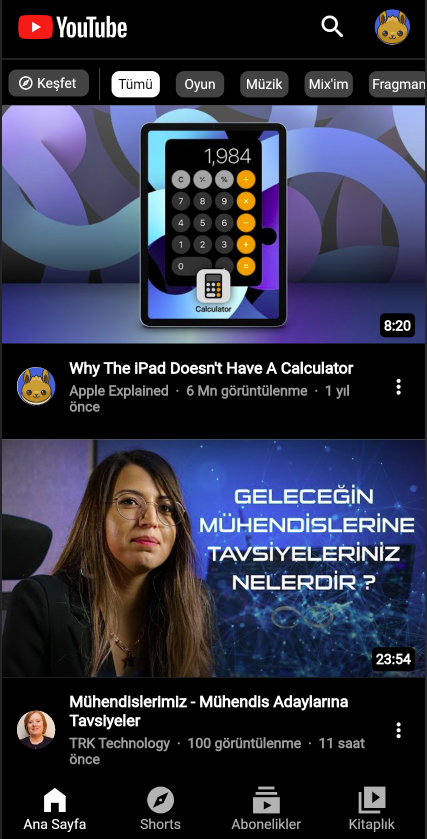 YouTube
Keşfet
Tümü
Oyun
Müzik
Mix'im
Fragman
1,984
C
%
7
8
9
×
4
5
6
−
1
2
3
+
0
=
Calculator
8:20
Why The iPad Doesn't Have A Calculator
Apple Explained · 6 Mn görüntülenme · 1 yıl
önce
GELECEĞİN
MÜHENDİSLERİNE
TAVSİYELERİNİZ
NELERDİR ?
23:54
Mühendislerimiz - Mühendis Adaylarına
Tavsiyeler
TRK Technology · 100 görüntülenme · 11 saat
önce
Ana Sayfa
Shorts
Abonelikler
Kitaplık